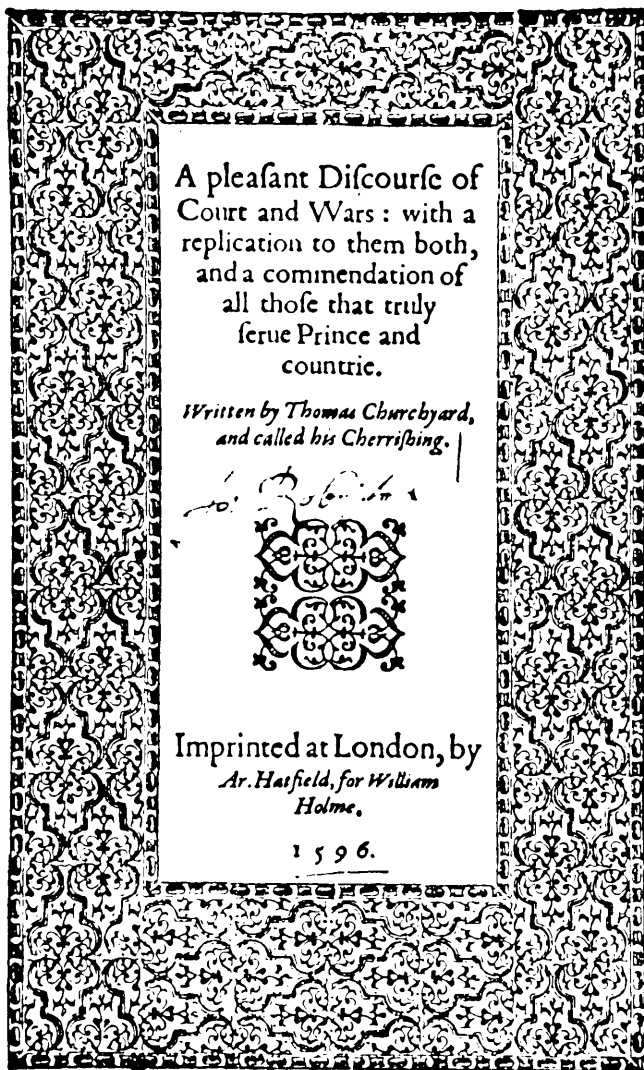 A pleaſant Diſcourſe of
Court and Wars : with a
replication to them both,
and a commendation of
all thoſe that truly
ſerue Prince and
countrie.
Written by Thomas Churchyard,
and called his Cherriſhing.
Imprinted at London, by
Ar. Hatfield, for William
Holme.
1596.